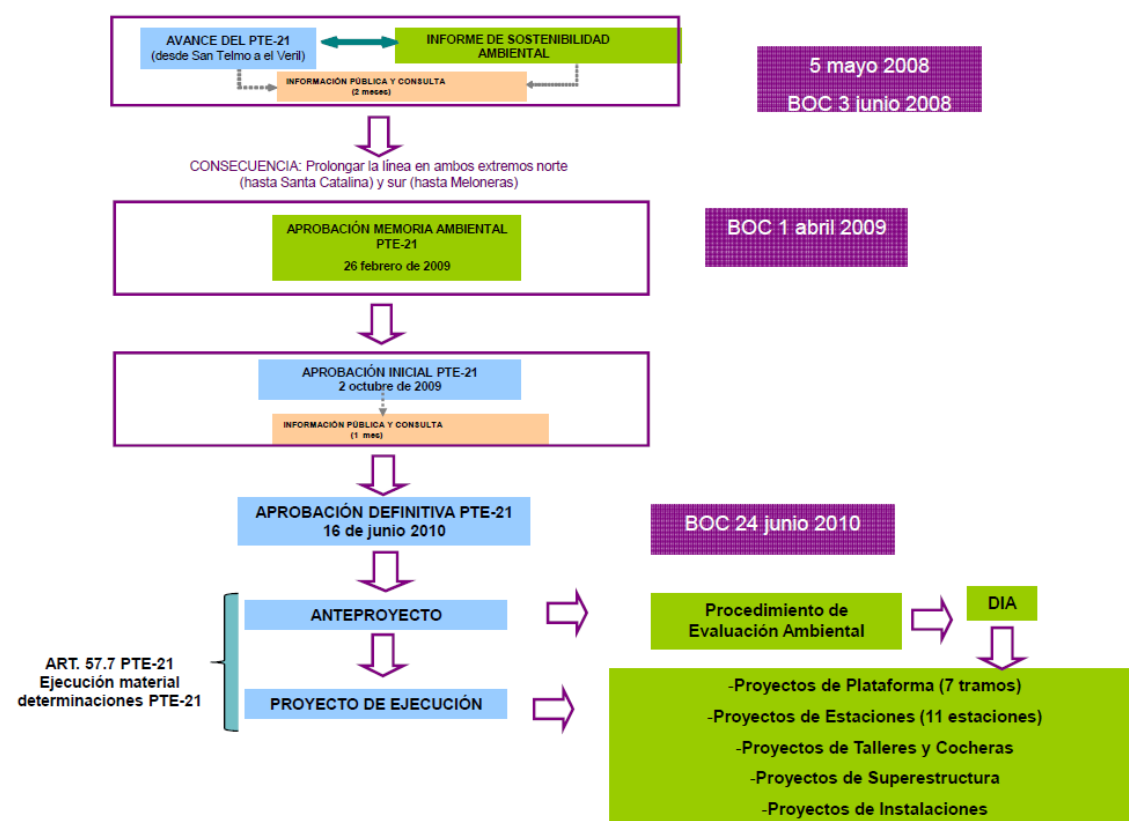 AVANCE DEL PTE-21
(desde San Telmo a el Veril)
INFORME DE SOSTENIBILIDAD
AMBIENTAL
INFORMACIÓN PÚBLICA Y CONSULTA
(2 meses)
5 mayo 2008
BOC 3 junio 2008
CONSECUENCIA: Prolongar la línea en ambos extremos norte
(hasta Santa Catalina) y sur (hasta Meloneras)
APROBACIÓN MEMORIA AMBIENTAL
PTE-21
26 febrero de 2009
BOC 1 abril 2009
APROBACIÓN INICIAL PTE-21
2 octubre de 2009
INFORMACIÓN PÚBLICA Y CONSULTA
(1 mes)
APROBACIÓN DEFINITIVA PTE-21
16 de junio 2010
BOC 24 junio 2010
ANTEPROYECTO
Procedimiento de
Evaluación Ambiental
DIA
ART. 57.7 PTE-21
Ejecución material
determinaciones PTE-21
PROYECTO DE EJECUCIÓN
-Proyectos de Plataforma (7 tramos)
-Proyectos de Estaciones (11 estaciones)
-Proyectos de Talleres y Cocheras
-Proyectos de Superestructura
-Proyectos de Instalaciones